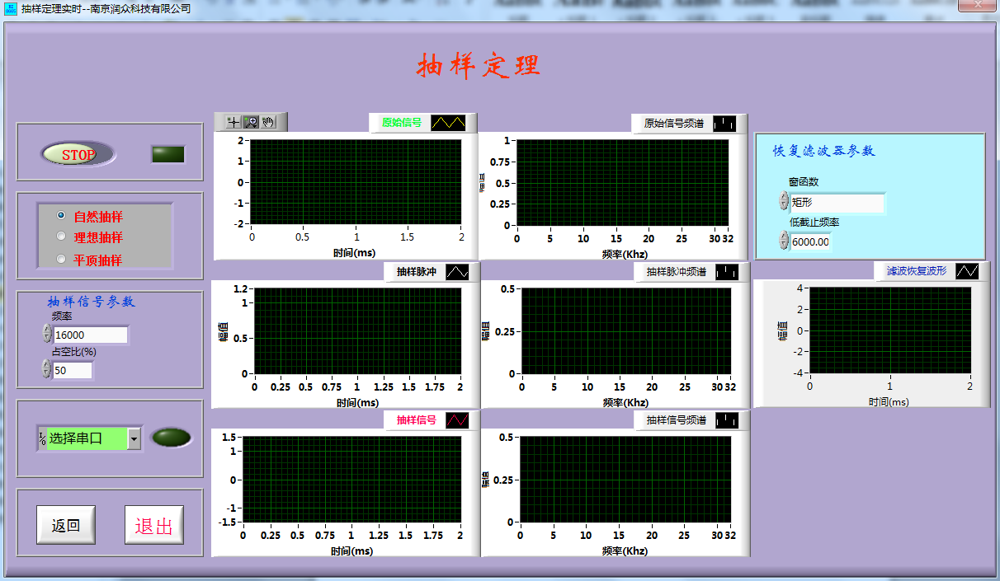 抽样定理实时--南京润众科技有限公司
抽样定理
STOP
自然抽样
理想抽样
平顶抽样
抽样信号参数
频率
16000
占空比(%)
50
选择串口
返回
退出
原始信号
2
1
0
-1
-2
0 0.5 1 1.5 2
时间(ms)
原始信号频谱
幅值
1
0.75
0.5
0.25
0
0 5 10 15 20 25 30 32
频率(Khz)
恢复滤波器参数
窗函数
矩形
低截止频率
6000.00
抽样脉冲
幅值
1.2
1
0.5
0
0 0.25 0.5 0.75 1 1.25 1.5 1.75 2
时间(ms)
抽样脉冲频谱
幅值
0.5
0.25
0
0 5 10 15 20 25 30 32
频率(Khz)
滤波恢复波形
幅值
4
2
0
-2
-4
0 1 2
时间(ms)
抽样信号
1.5
1
0
-1
-1.5
0 0.25 0.5 0.75 1 1.25 1.5 1.75 2
时间(ms)
抽样信号频谱
幅值
0.5
0.25
0
0 5 10 15 20 25 30 32
频率(Khz)